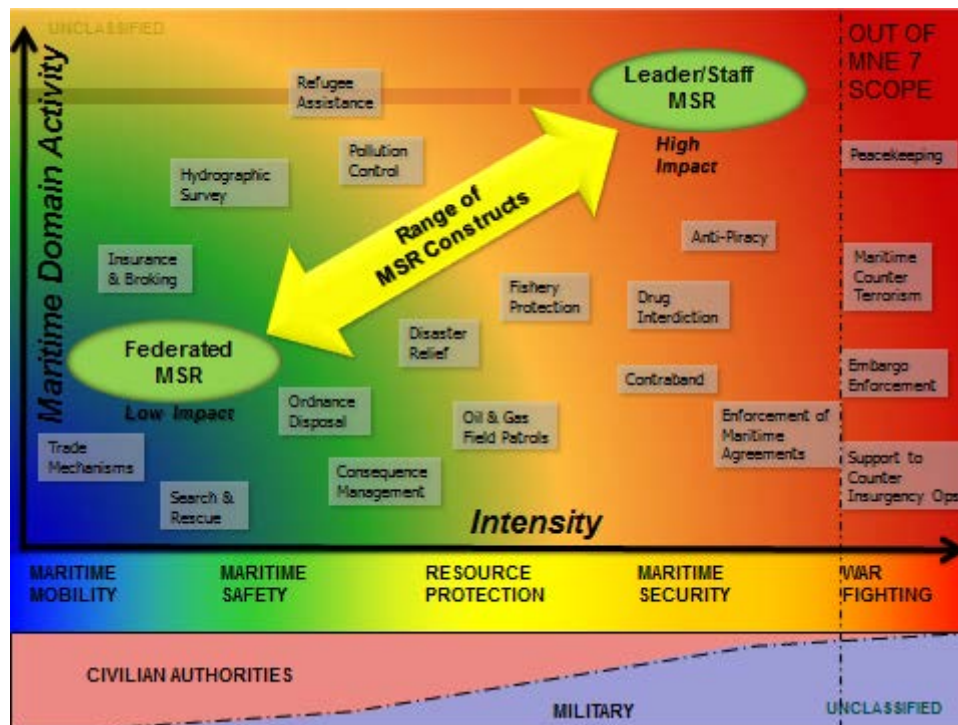 UNCLASSIFIED
OUT OF
MNE 7
SCOPE
Maritime Domain Activity
Refugee
Assistance
Leader/Staff
MSR
High
Impact
Pollution
Control
Peacekeeping
Hydrographic
Survey
Range of
MSR Constructs
Anti-Piracy
Insurance
& Broking
Maritime
Counter
Terrorism
Fishery
Protection
Drug
Interdiction
Disaster
Relief
Federated
MSR
Low Impact
Contraband
Embargo
Enforcement
Ordnance
Disposal
Oil & Gas
Field Patrols
Enforcement of
Maritime
Agreements
Trade
Mechanisms
Consequence
Management
Support to
Counter
Insurgency Ops
Search &
Rescue
Intensity
MARITIME
MOBILITY
MARITIME
SAFETY
RESOURCE
PROTECTION
MARITIME
SECURITY
WAR
FIGHTING
CIVILIAN AUTHORITIES
MILITARY
UNCLASSIFIED